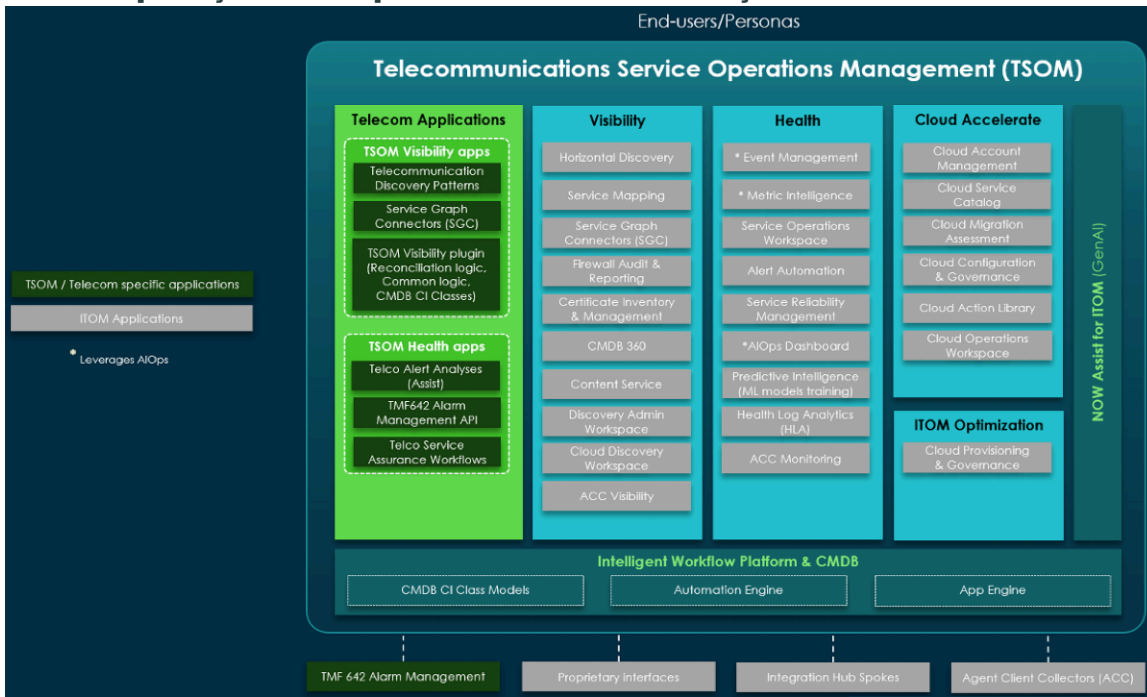 End-users/Personas
Telecommunications Service Operations Management (TSOM)
Telecom Applications
TSOM Visibility apps
Telecommunication
Discovery Patterns
Service Graph
Connectors (SGC)
TSOM Visibility plugin
(Reconciliation logic,
Common logic,
CMDB CI Classes)
TSOM Health apps
Telco Alert Analyses
(Assist)
TMF642 Alarm
Management API
Telco Service
Assurance Workflows
Visibility
Horizontal Discovery
Service Mapping
Service Graph
Connectors (SGC)
Firewall Audit &
Reporting
Certificate Inventory
& Management
CMDB 360
Content Service
Discovery Admin
Workspace
Cloud Discovery
Workspace
ACC Visibility
Health
* Event Management
* Metric Intelligence
Service Operations
Workspace
Alert Automation
Service Reliability
Management
*AIOps Dashboard
Predictive Intelligence
(ML models training)
Health Log Analytics
(HLA)
ACC Monitoring
Cloud Accelerate
Cloud Account
Management
Cloud Service
Catalog
Cloud Migration
Assessment
Cloud Configuration
& Governance
Cloud Action Library
Cloud Operations
Workspace
ITOM Optimization
Cloud Provisioning
& Governance
NOW Assist for ITOM (GenAI)
TSOM / Telecom specific applications
ITOM Applications
* Leverages AIOps
Intelligent Workflow Platform & CMDB
CMDB CI Class Models
Automation Engine
App Engine
TMF 642 Alarm Management
Proprietary interfaces
Integration Hub Spokes
Agent Client Collectors (ACC)